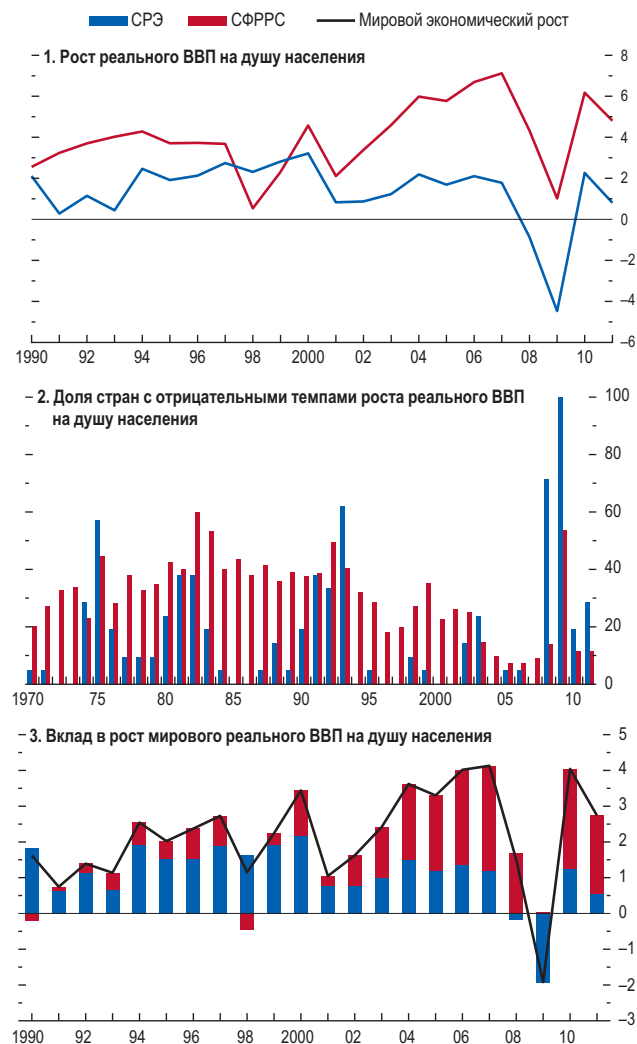 СРЭ СФРРС Мировой экономический рост
1. Рост реального ВВП на душу населения
8
6
4
2
0
–2
–4
–6
1990 92 94 96 98 2000 02 04 06 08 10
2. Доля стран с отрицательными темпами роста реального ВВП
на душу населения
100
80
60
40
20
0
1970 75 80 85 90 95 2000 05 10
3. Вклад в рост мирового реального ВВП на душу населения
5
4
3
2
1
0
–1
–2
–3
1990 92 94 96 98 2000 02 04 06 08 10